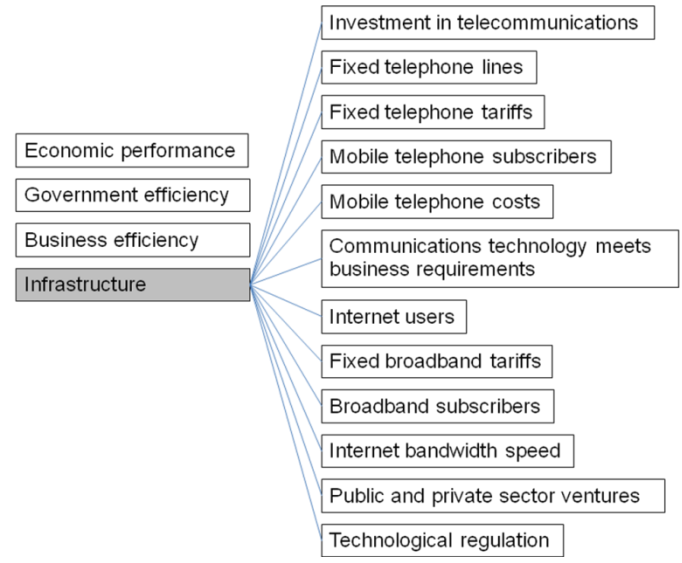 Economic performance
Government efficiency
Business efficiency
Infrastructure
Investment in telecommunications
Fixed telephone lines
Fixed telephone tariffs
Mobile telephone subscribers
Mobile telephone costs
Communications technology meets
business requirements
Internet users
Fixed broadband tariffs
Broadband subscribers
Internet bandwidth speed
Public and private sector ventures
Technological regulation